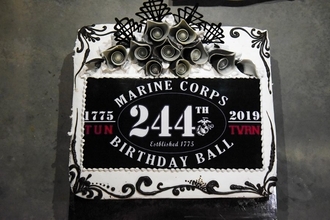 MARINE CORPS
1775 244TH 2019
TUN TVRN
Established 1775
BIRTHDAY BALL